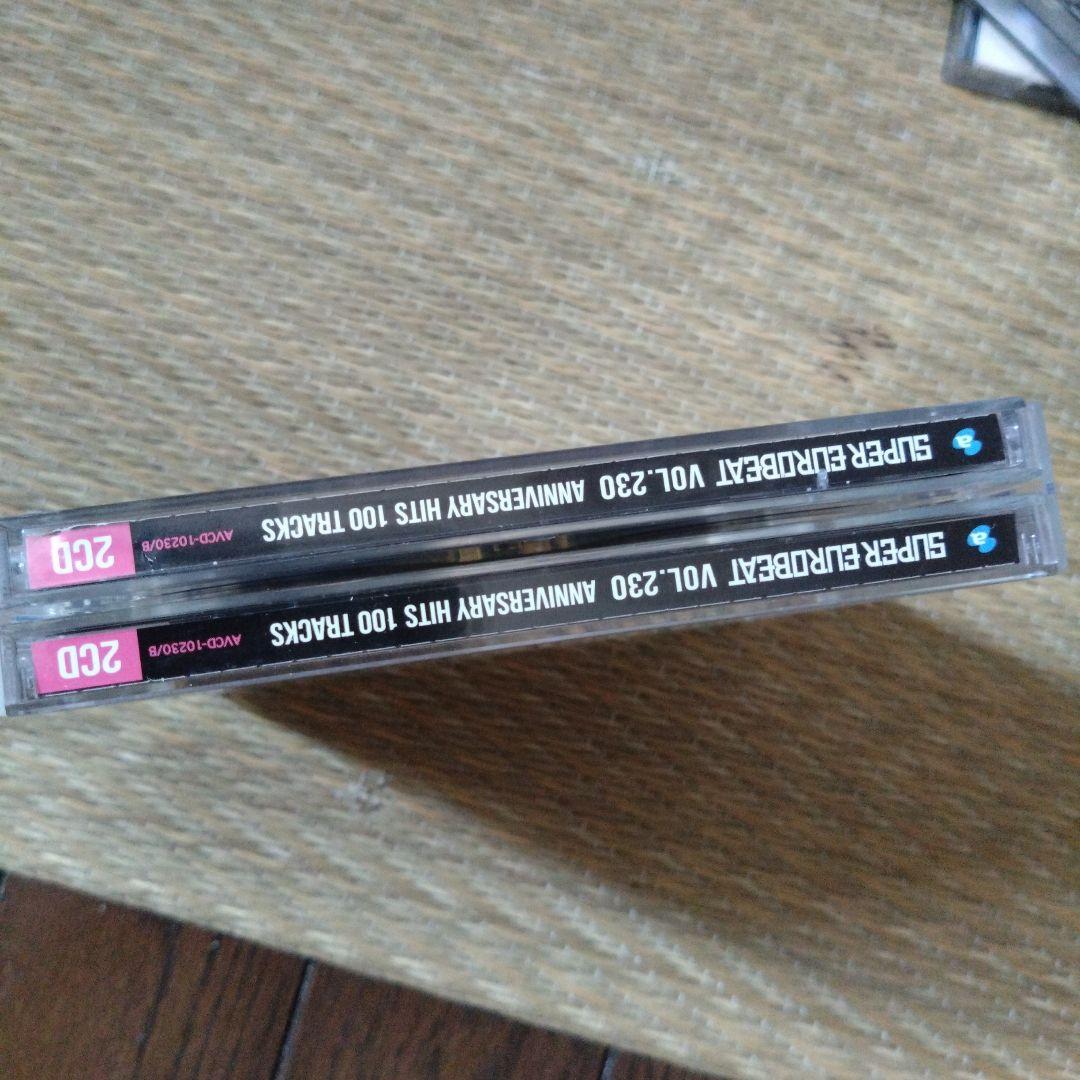 a SUPER EUROBEAT VOL.230 ANNIVERSARY HITS 100 TRACKS AVCD-10230/B 2CD
a SUPER EUROBEAT VOL.230 ANNIVERSARY HITS 100 TRACKS AVCD-10230/B 2CD